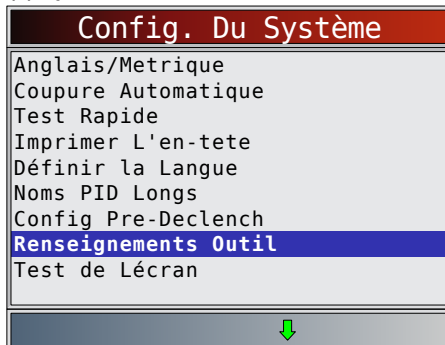 Config. Du Système
Anglais/Metrique
Coupure Automatique
Test Rapide
Imprimer L'en-tete
Définir la Langue
Noms PID Longs
Config Pre-Declench
Renseignements Outil
Test de Lécran